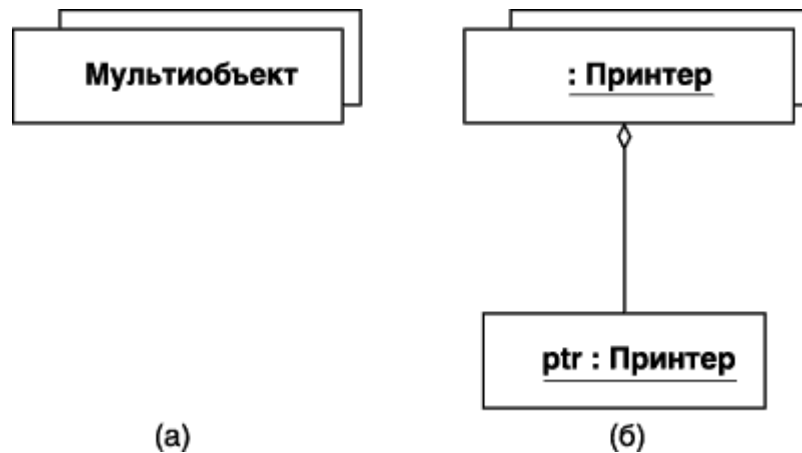 Мультиобъект
: Принтер
ptr : Принтер
(а)
(б)